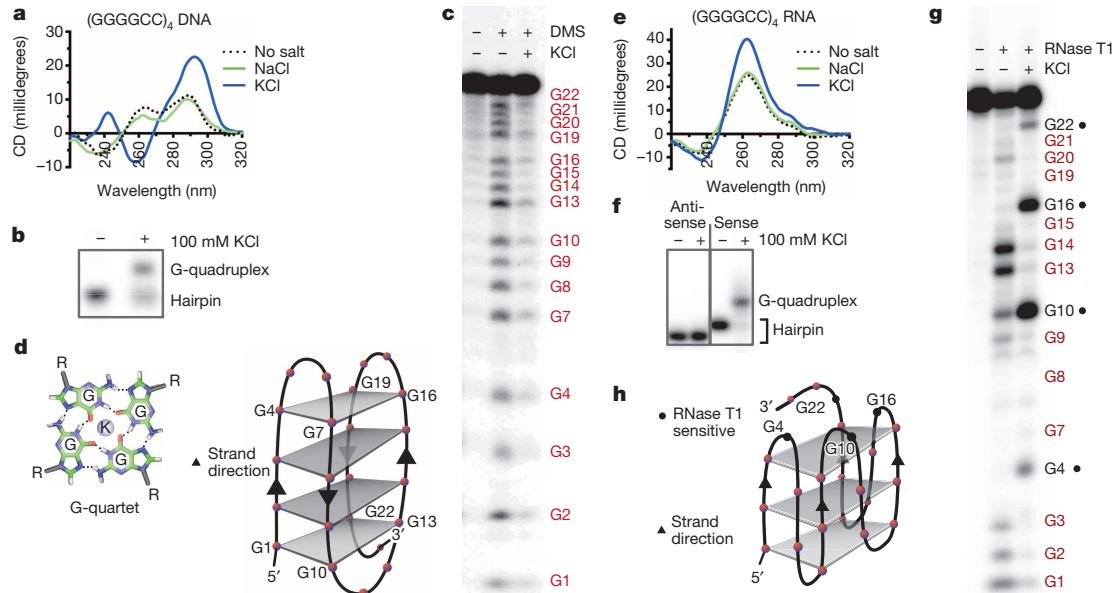 a
(GGGGCC)4 DNA
30
20
10
0
−10
CD (millidegrees)
No salt
NaCl
KCl
240
260
280
300
320
Wavelength (nm)
b
− + 100 mM KCl
G-quadruplex
Hairpin
c
− + + DMS
− − + KCl
G22
G21
G20
G19
G16
G15
G14
G13
G10
G9
G8
G7
G4
G3
G2
G1
d
R R
G G
K
G G
R R
G-quartet
Strand
direction
G19
G4 G16
G7
G22
G1 G13
3′
G10
5′
e
(GGGGCC)4 RNA
50
40
30
20
10
0
−10
CD (millidegrees)
No salt
NaCl
KCl
240
260
280
300
320
Wavelength (nm)
f
Anti-
sense Sense
− + − + 100 mM KCl
G-quadruplex
Hairpin
g
− + + RNase T1
− − + KCl
G22
G21
G20
G19
G16
G15
G14
G13
G10
G9
G8
G7
G4
G3
G2
G1
h
RNase T1
sensitive
Strand
direction
3′
G22 G16
G4
G10
5′